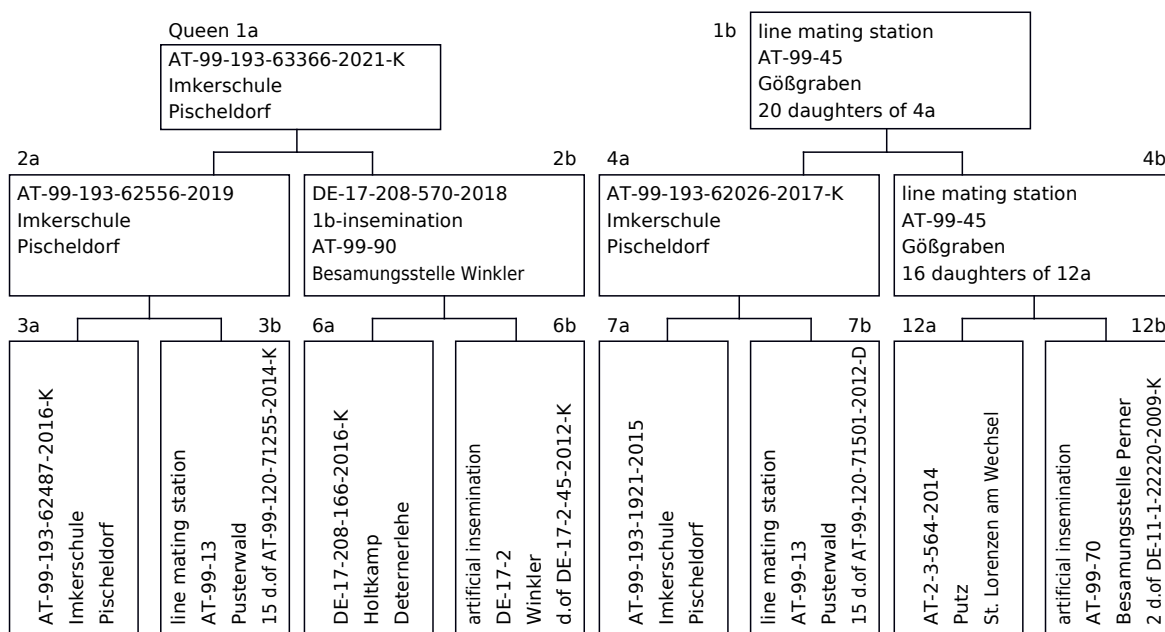 Queen 1a
AT-99-193-63366-2021-K
Imkerschule
Pischeldorf
1b
line mating station
AT-99-45
Gößgraben
20 daughters of 4a
2a
AT-99-193-62556-2019
Imkerschule
Pischeldorf
2b
DE-17-208-570-2018
1b-insemination
AT-99-90
Besamungsstelle Winkler
4a
AT-99-193-62026-2017-K
Imkerschule
Pischeldorf
4b
line mating station
AT-99-45
Gößgraben
16 daughters of 12a
3a
AT-99-193-62487-2016-K
Imkerschule
Pischeldorf
3b
line mating station
AT-99-13
Pusterwald
15 d.of AT-99-120-71255-2014-K
6a
DE-17-208-166-2016-K
Holtkamp
Deternerlehe
6b
artificial insemination
DE-17-2
Winkler
d.of DE-17-2-45-2012-K
7a
AT-99-193-1921-2015
Imkerschule
Pischeldorf
7b
line mating station
AT-99-13
Pusterwald
15 d.of AT-99-120-71501-2012-D
12a
AT-2-3-564-2014
Putz
St. Lorenzen am Wechsel
12b
artificial insemination
AT-99-70
Besamungsstelle Perner
2 d.of DE-11-1-22220-2009-K